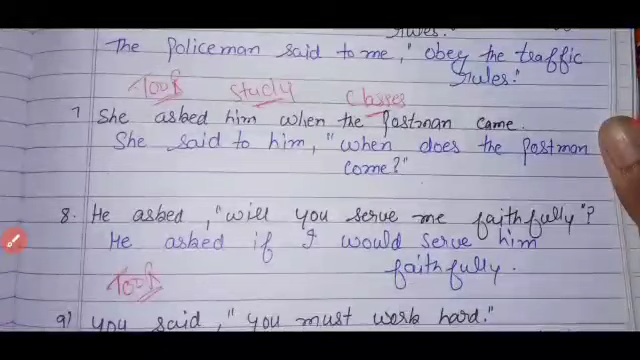 rules.
The Policeman said to me, "obey the traffic
rules."
Your Study Classes
7 She asked him when the Postman came.
She said to him, "when does the Postman
come?"
8. He asked, "will you serve me faithfully"?
He asked if I would serve him
faithfully.
9) You said, "you must work hard."